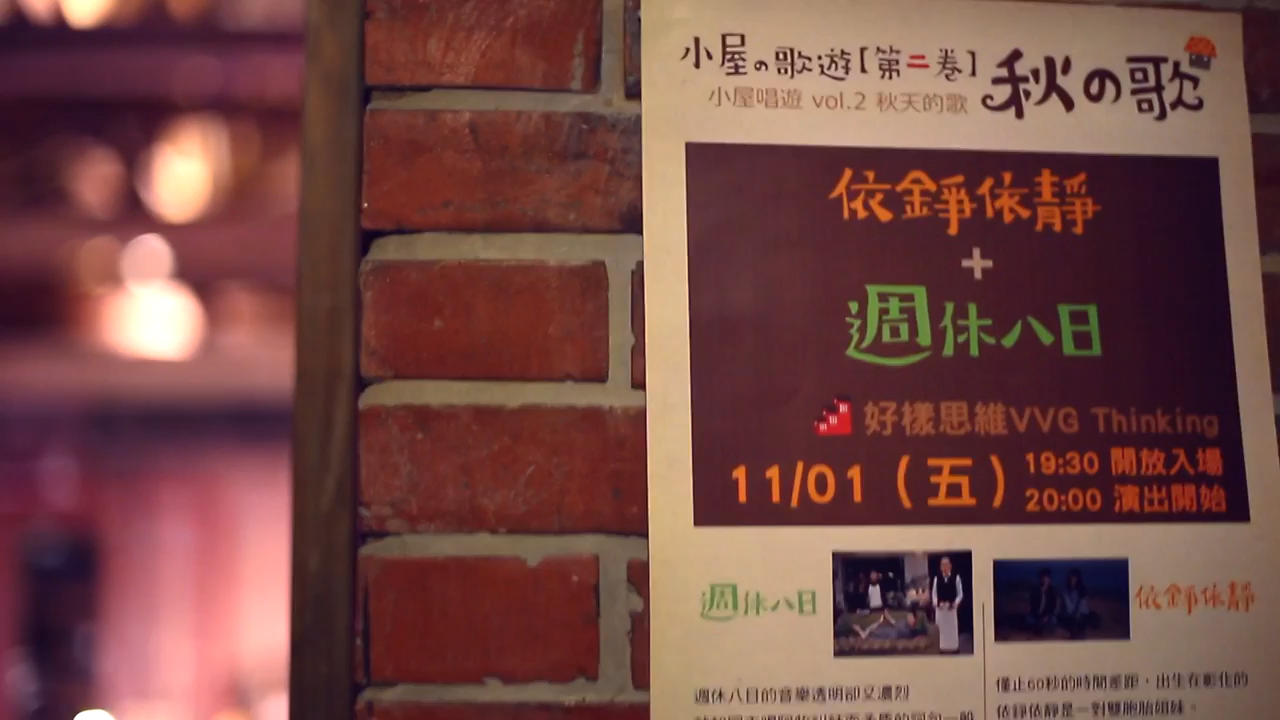 小屋の歌遊【第二巻】
小屋唱遊 vol.2 秋天的歌
秋の歌
依錚依靜
+
週休八日
好樣思維VVG Thinking
11/01（五）
19:30 開放入場
20:00 演出開始
週休八日
依錚依靜
週休八日的音樂透明卻又濃烈
僅止60秒的時間差距，出生在彰化的
依錚依靜是一對雙胞胎姐妹。